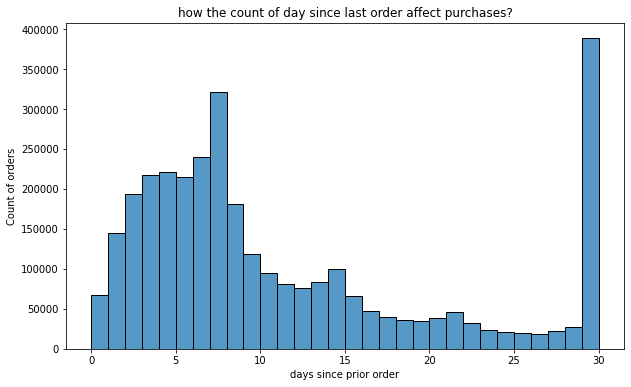 how the count of day since last order affect purchases?
400000
350000
300000
250000
200000
150000
100000
50000
0
Count of orders
0 5 10 15 20 25 30
days since prior order